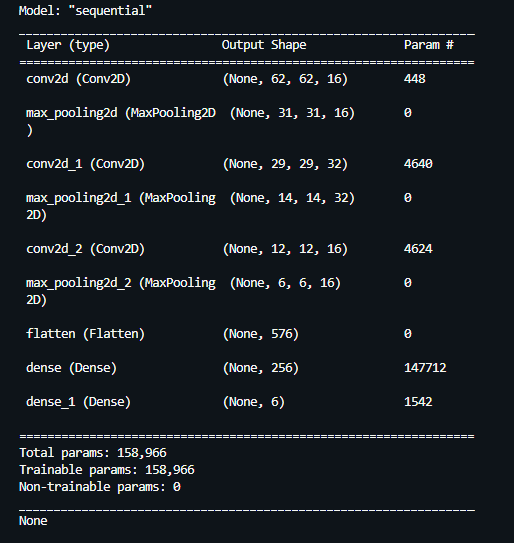 Model: "sequential"
_________________________________________________________________
Layer (type) Output Shape Param #
=================================================================
conv2d (Conv2D) (None, 62, 62, 16) 448
max_pooling2d (MaxPooling2D (None, 31, 31, 16) 0
)
conv2d_1 (Conv2D) (None, 29, 29, 32) 4640
max_pooling2d_1 (MaxPooling (None, 14, 14, 32) 0
2D)
conv2d_2 (Conv2D) (None, 12, 12, 16) 4624
max_pooling2d_2 (MaxPooling (None, 6, 6, 16) 0
2D)
flatten (Flatten) (None, 576) 0
dense (Dense) (None, 256) 147712
dense_1 (Dense) (None, 6) 1542
=================================================================
Total params: 158,966
Trainable params: 158,966
Non-trainable params: 0
_________________________________________________________________
None